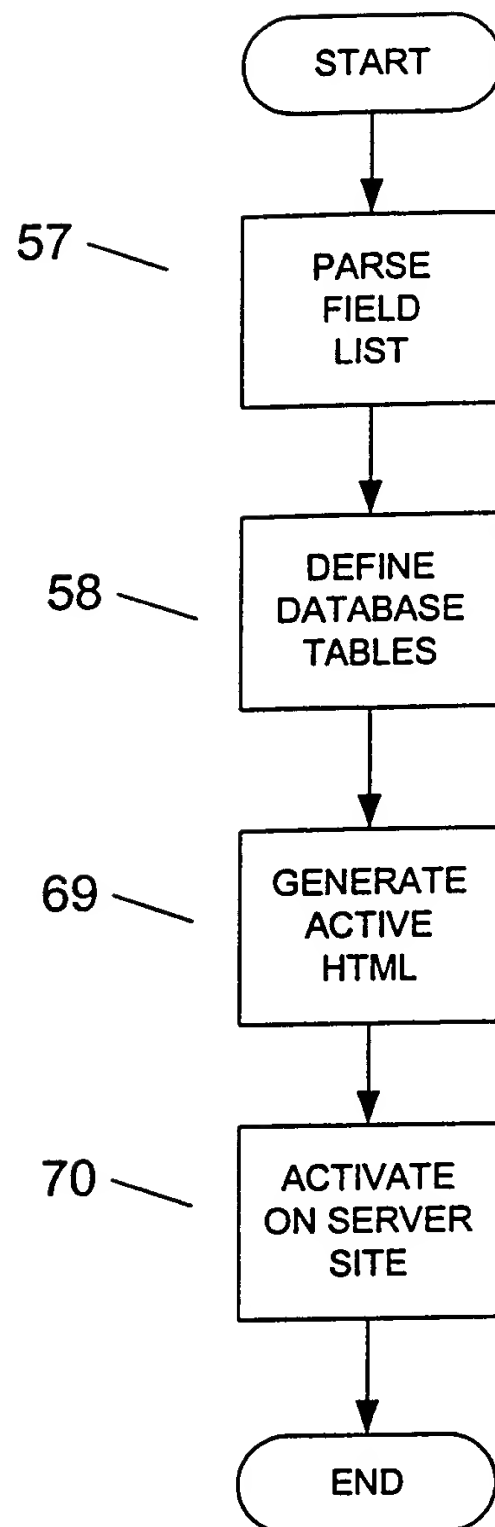 START
57
PARSE
FIELD
LIST
58
DEFINE
DATABASE
TABLES
69
GENERATE
ACTIVE
HTML
70
ACTIVATE
ON SERVER
SITE
END